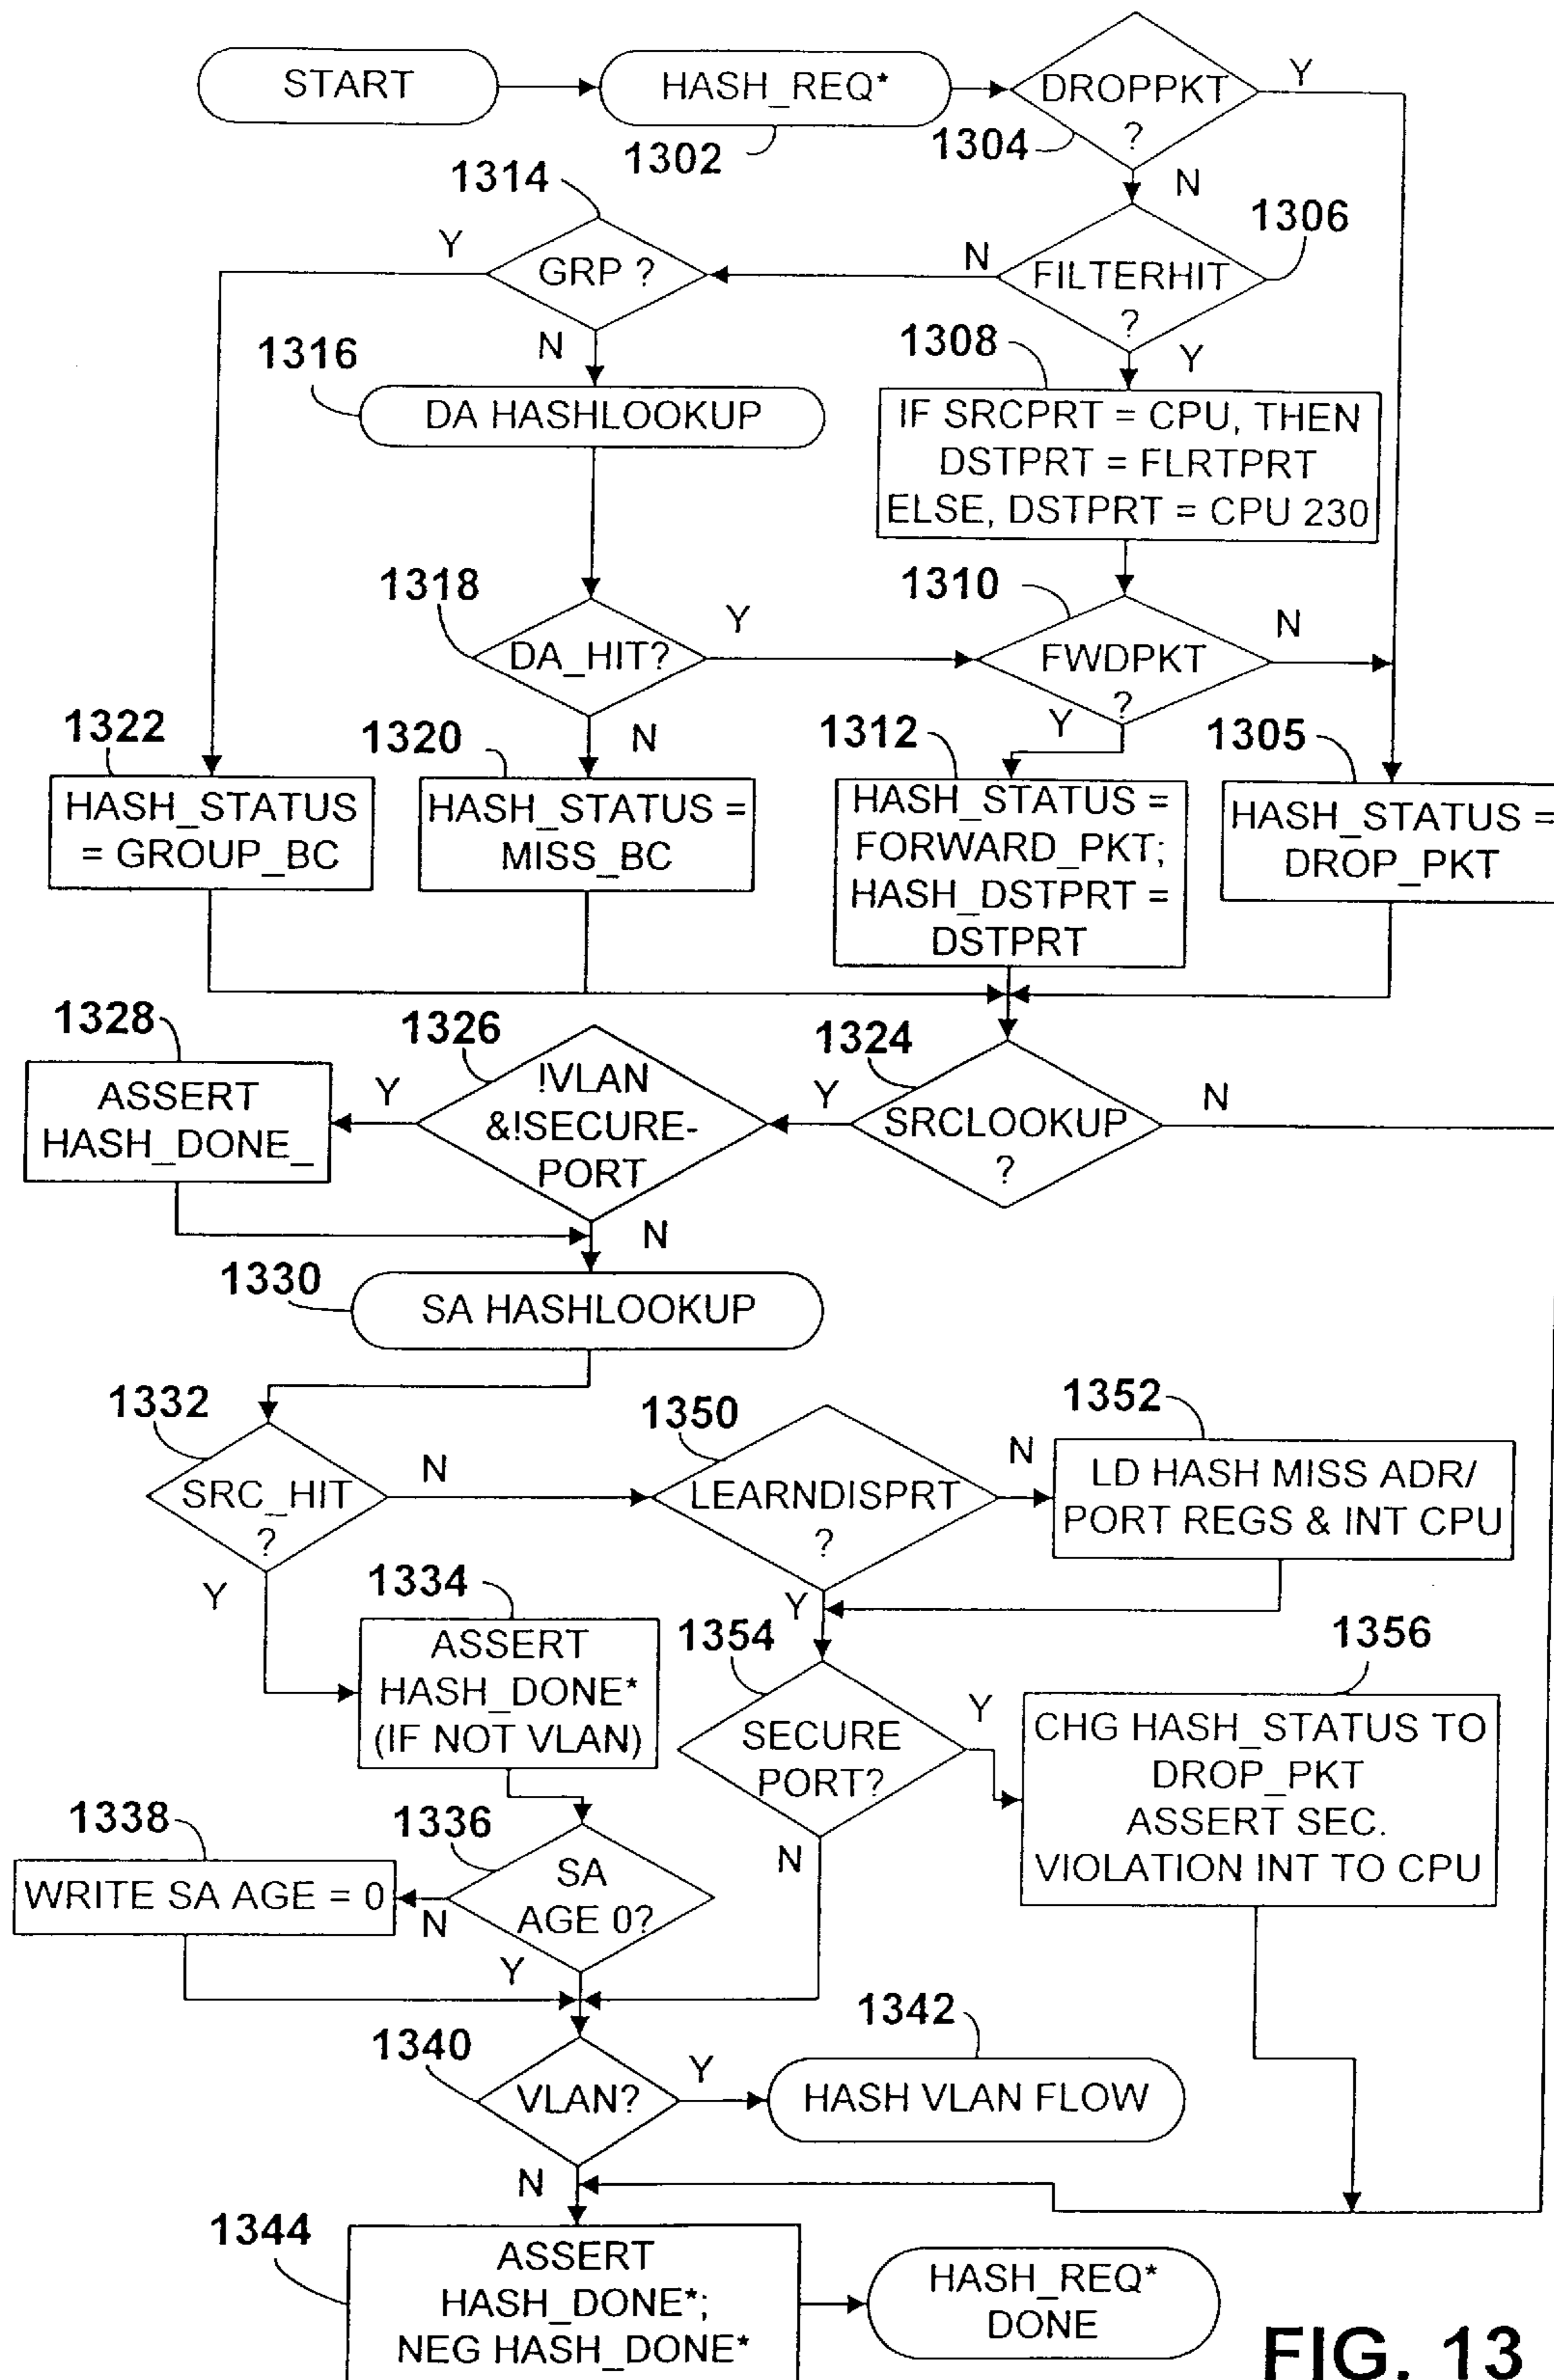 START
HASH_REQ*
1302
DROPPKT
?
1304
Y
N
1314
GRP ?
Y
N
1306
FILTERHIT
?
N
Y
1316
DA HASHLOOKUP
1308
IF SRCPRT = CPU, THEN
DSTPRT = FLRTPRT
ELSE, DSTPRT = CPU 230
1318
DA_HIT?
Y
N
1310
FWDPKT
?
N
Y
1322
HASH_STATUS
= GROUP_BC
1320
HASH_STATUS =
MISS_BC
1312
HASH_STATUS =
FORWARD_PKT;
HASH_DSTPRT =
DSTPRT
1305
HASH_STATUS =
DROP_PKT
1328
ASSERT
HASH_DONE_
1326
!VLAN
&!SECURE-
PORT
Y
N
1324
SRCLOOKUP
?
Y
N
1330
SA HASHLOOKUP
1332
SRC_HIT
?
N
Y
1350
LEARNDISPRT
?
N
Y
1352
LD HASH MISS ADR/
PORT REGS & INT CPU
1334
ASSERT
HASH_DONE*
(IF NOT VLAN)
1354
SECURE
PORT?
Y
N
1356
CHG HASH_STATUS TO
DROP_PKT
ASSERT SEC.
VIOLATION INT TO CPU
1338
WRITE SA AGE = 0
1336
SA
AGE 0?
N
Y
1340
VLAN?
Y
N
1342
HASH VLAN FLOW
1344
ASSERT
HASH_DONE*;
NEG HASH_DONE*
HASH_REQ*
DONE
FIG. 13